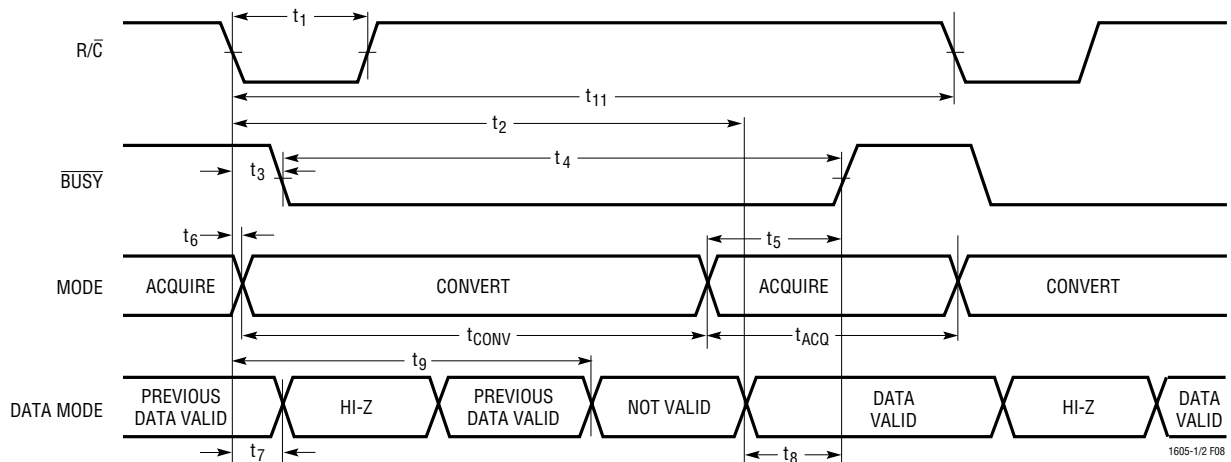 t1
R/C̅
t11
t2
t3
t4
B̅U̅S̅Y̅
t6
t5
MODE
ACQUIRE
CONVERT
ACQUIRE
CONVERT
tCONV
tACQ
t9
DATA MODE
PREVIOUS
DATA VALID
HI-Z
PREVIOUS
DATA VALID
NOT VALID
DATA
VALID
HI-Z
DATA
VALID
t7
t8
1605-1/2 F08